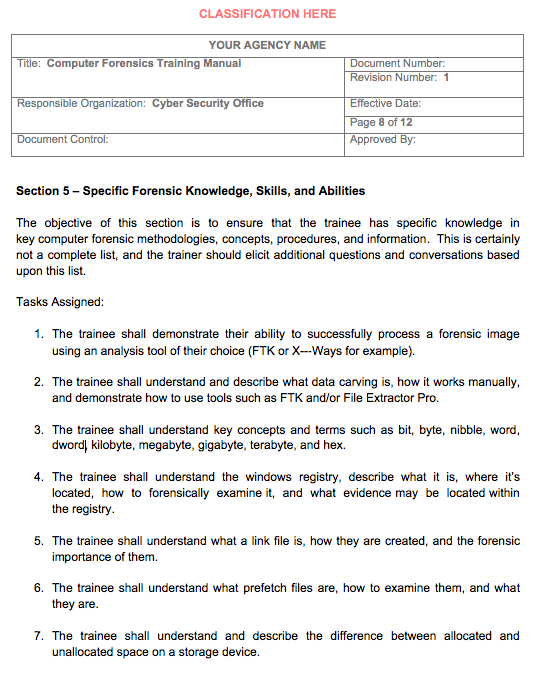 CLASSIFICATION HERE
YOUR AGENCY NAME
Title: Computer Forensics Training Manual
Document Number:
Revision Number: 1
Responsible Organization: Cyber Security Office
Effective Date:
Page 8 of 12
Document Control:
Approved By:
Section 5 – Specific Forensic Knowledge, Skills, and Abilities
The objective of this section is to ensure that the trainee has specific knowledge in
key computer forensic methodologies, concepts, procedures, and information. This is certainly
not a complete list, and the trainer should elicit additional questions and conversations based
upon this list.
Tasks Assigned:
1. The trainee shall demonstrate their ability to successfully process a forensic image
using an analysis tool of their choice (FTK or X---Ways for example).
2. The trainee shall understand and describe what data carving is, how it works manually,
and demonstrate how to use tools such as FTK and/or File Extractor Pro.
3. The trainee shall understand key concepts and terms such as bit, byte, nibble, word,
dword, kilobyte, megabyte, gigabyte, terabyte, and hex.
4. The trainee shall understand the windows registry, describe what it is, where it's
located, how to forensically examine it, and what evidence may be located within
the registry.
5. The trainee shall understand what a link file is, how they are created, and the forensic
importance of them.
6. The trainee shall understand what prefetch files are, how to examine them, and what
they are.
7. The trainee shall understand and describe the difference between allocated and
unallocated space on a storage device.